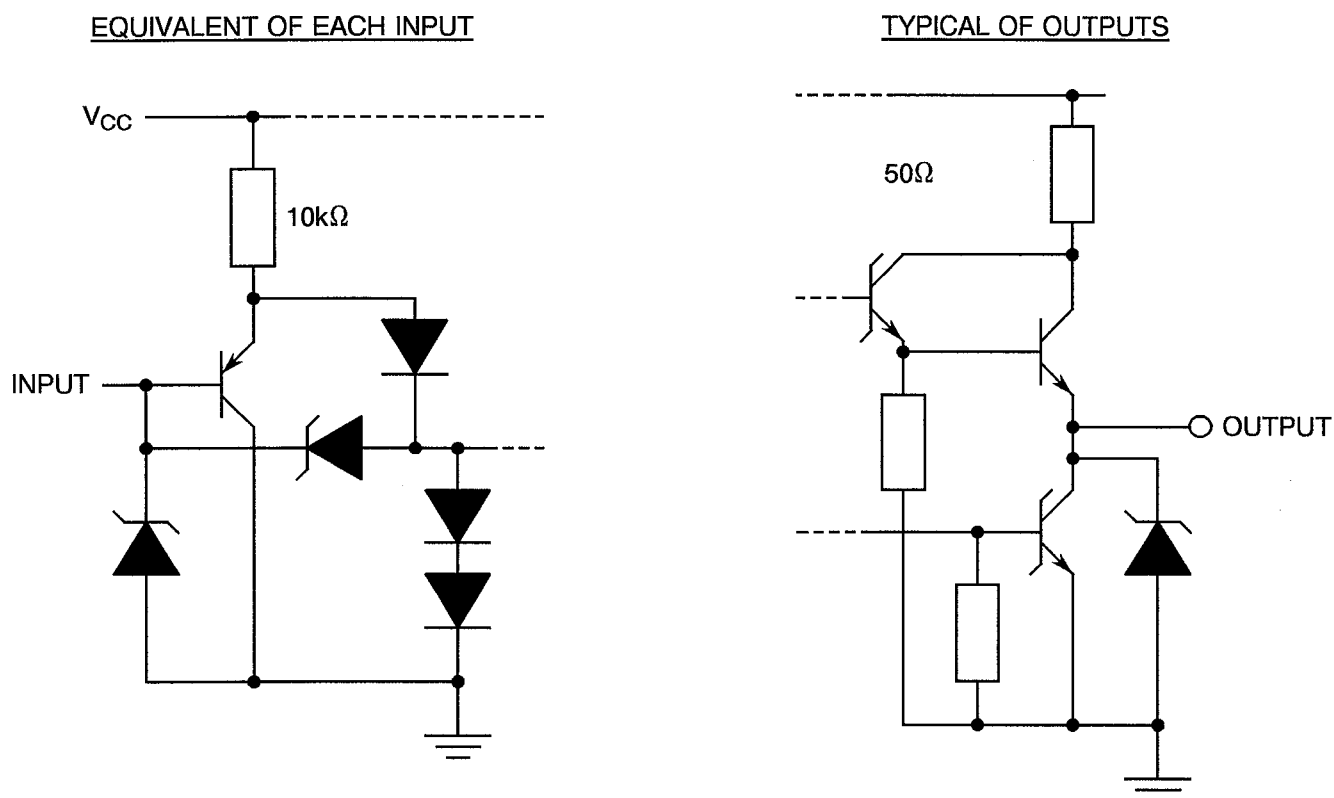 EQUIVALENT OF EACH INPUT
TYPICAL OF OUTPUTS
VCC
10kΩ
50Ω
INPUT
OUTPUT